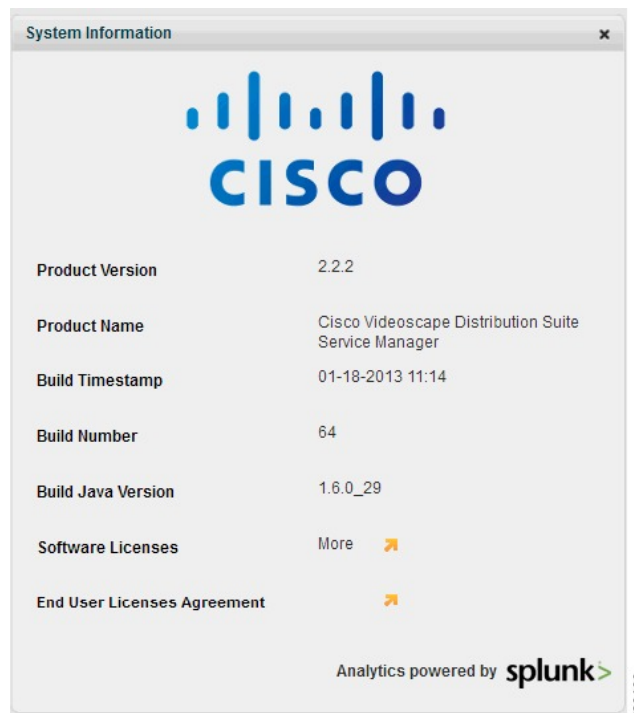 System Information ×
CISCO
Product Version 2.2.2
Product Name Cisco Videoscape Distribution Suite
Service Manager
Build Timestamp 01-18-2013 11:14
Build Number 64
Build Java Version 1.6.0_29
Software Licenses More
End User Licenses Agreement
Analytics powered by splunk>